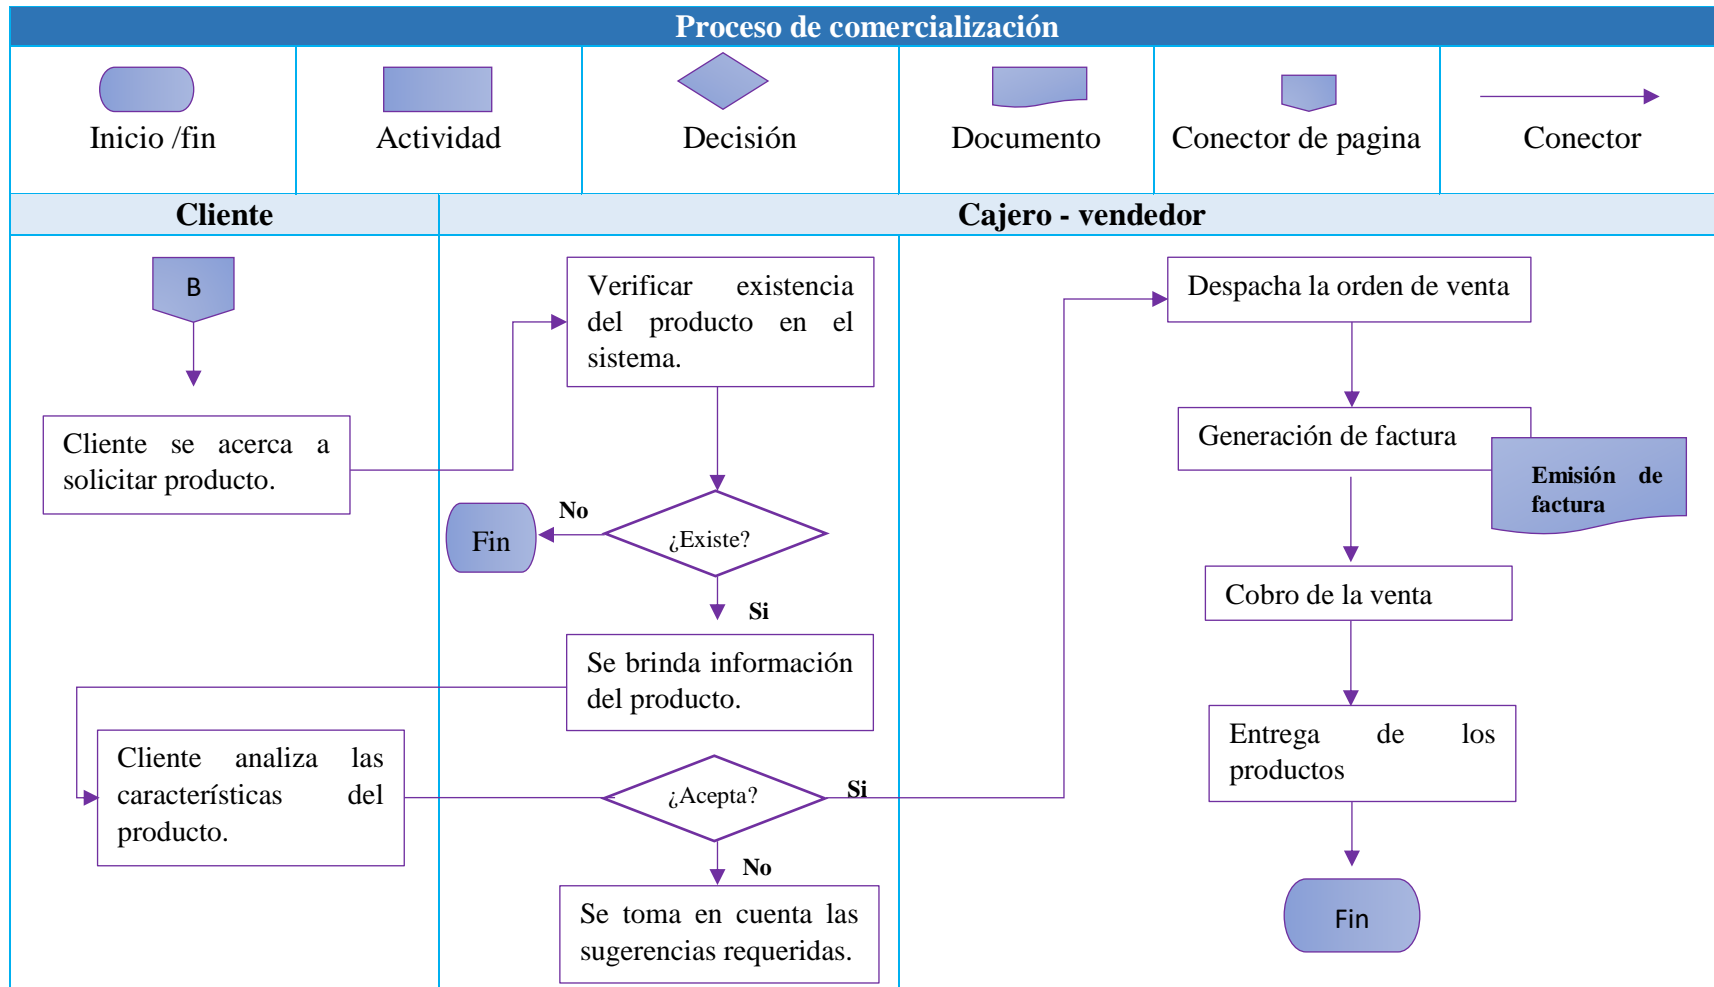 Proceso de comercialización
Inicio /fin
Actividad
Decisión
Documento
Conector de pagina
Conector
Cliente
Cajero - vendedor
B
Cliente se acerca a
solicitar producto.
Verificar existencia
del producto en el
sistema.
¿Existe?
No
Fin
Si
Se brinda información
del producto.
Cliente analiza las
características del
producto.
¿Acepta?
Si
No
Se toma en cuenta las
sugerencias requeridas.
Despacha la orden de venta
Generación de factura
Emisión de
factura
Cobro de la venta
Entrega de los
productos
Fin